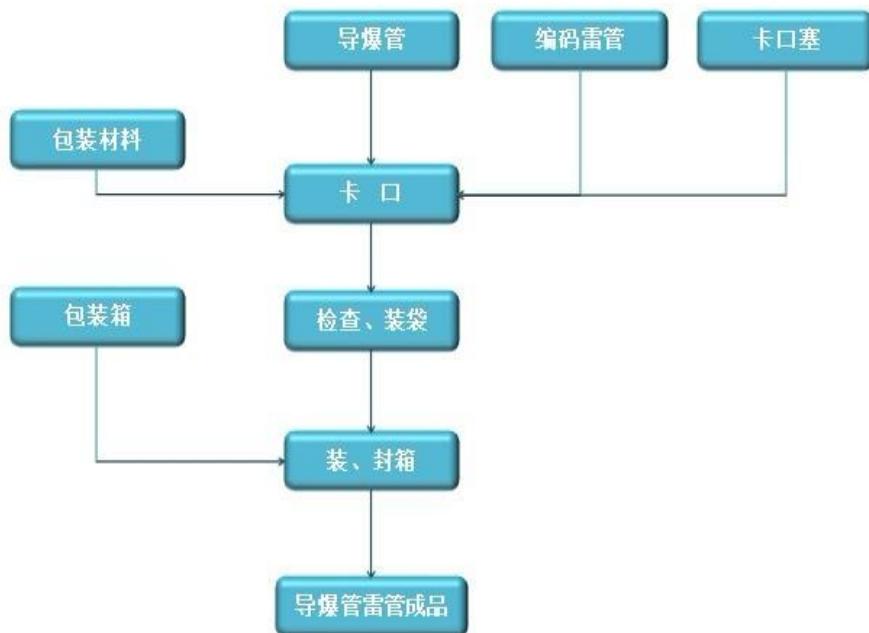 导爆管
编码雷管
卡口塞
包装材料
卡 口
包装箱
检查、装袋
装、封箱
导爆管雷管成品